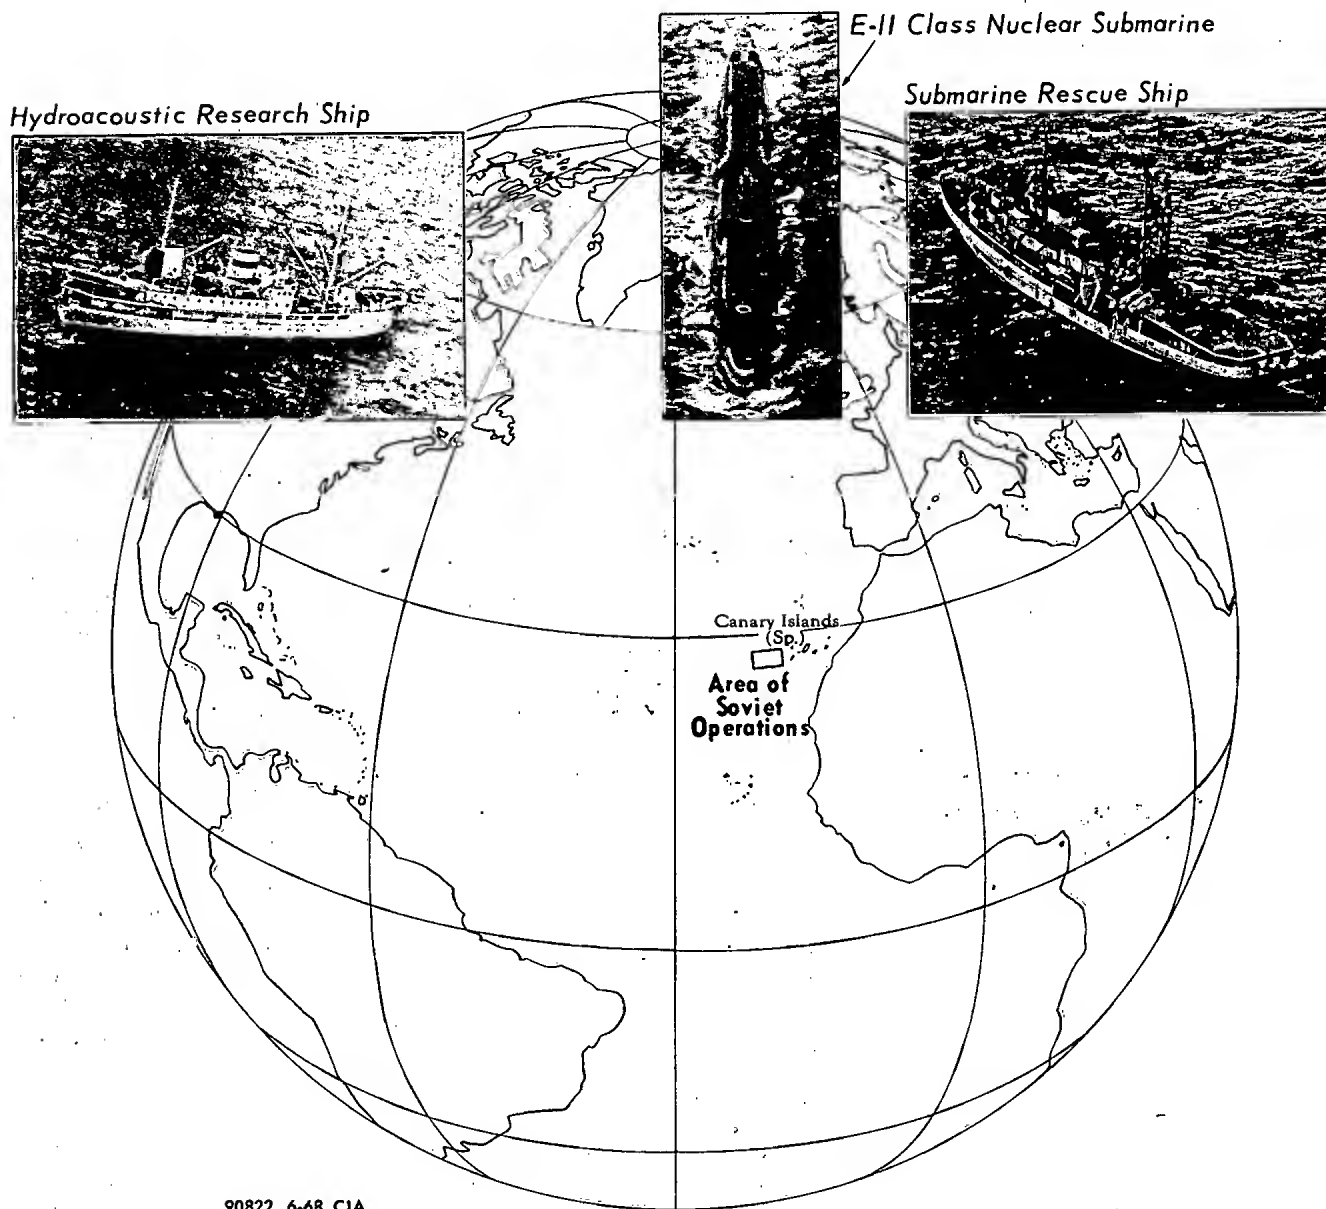 E-II Class Nuclear Submarine
Hydroacoustic Research Ship
Submarine Rescue Ship
Canary Islands
(Sp.)
Area of
Soviet
Operations
90822 6-68 CIA